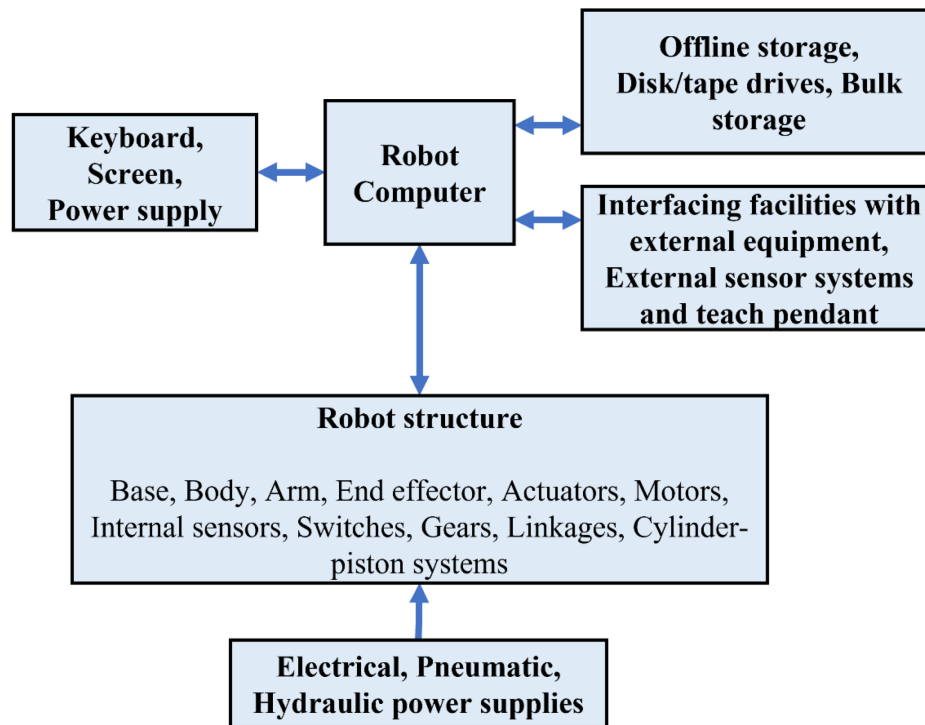 Offline storage,
Disk/tape drives, Bulk
storage
Keyboard,
Screen,
Power supply
Robot
Computer
Interfacing facilities with
external equipment,
External sensor systems
and teach pendant
Robot structure
Base, Body, Arm, End effector, Actuators, Motors,
Internal sensors, Switches, Gears, Linkages, Cylinder-
piston systems
Electrical, Pneumatic,
Hydraulic power supplies